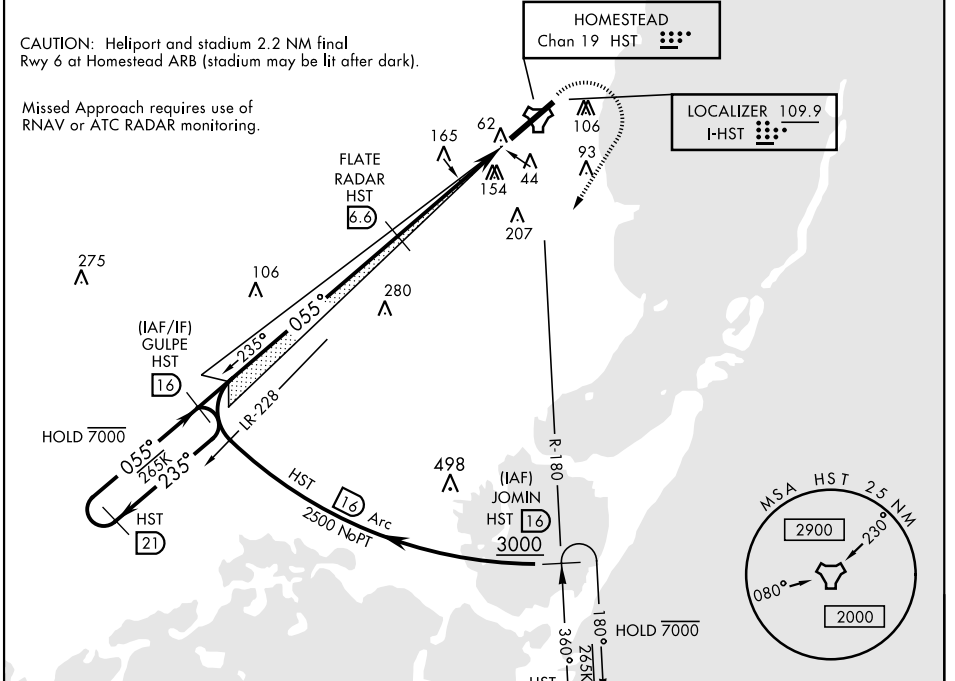 CAUTION: Heliport and stadium 2.2 NM final
Rwy 6 at Homestead ARB (stadium may be lit after dark).
Missed Approach requires use of
RNAV or ATC RADAR monitoring.
HOMESTEAD
Chan 19 HST
LOCALIZER 109.9
I-HST
106
62
165
93
44
154
207
FLATE
RADAR
HST
6.6
275
106
280
055°
235°
(IAF/IF)
GULPE
HST
16
HOLD 7000
LR-228
055°
265K
235°
HST
21
HST 16 Arc
2500 NoPT
498
R-180
(IAF)
JOMIN
HST 16
3000
HOLD 7000
360°
180°
265K
HST
MSA HST 25 NM
2900
230°
080°
2000